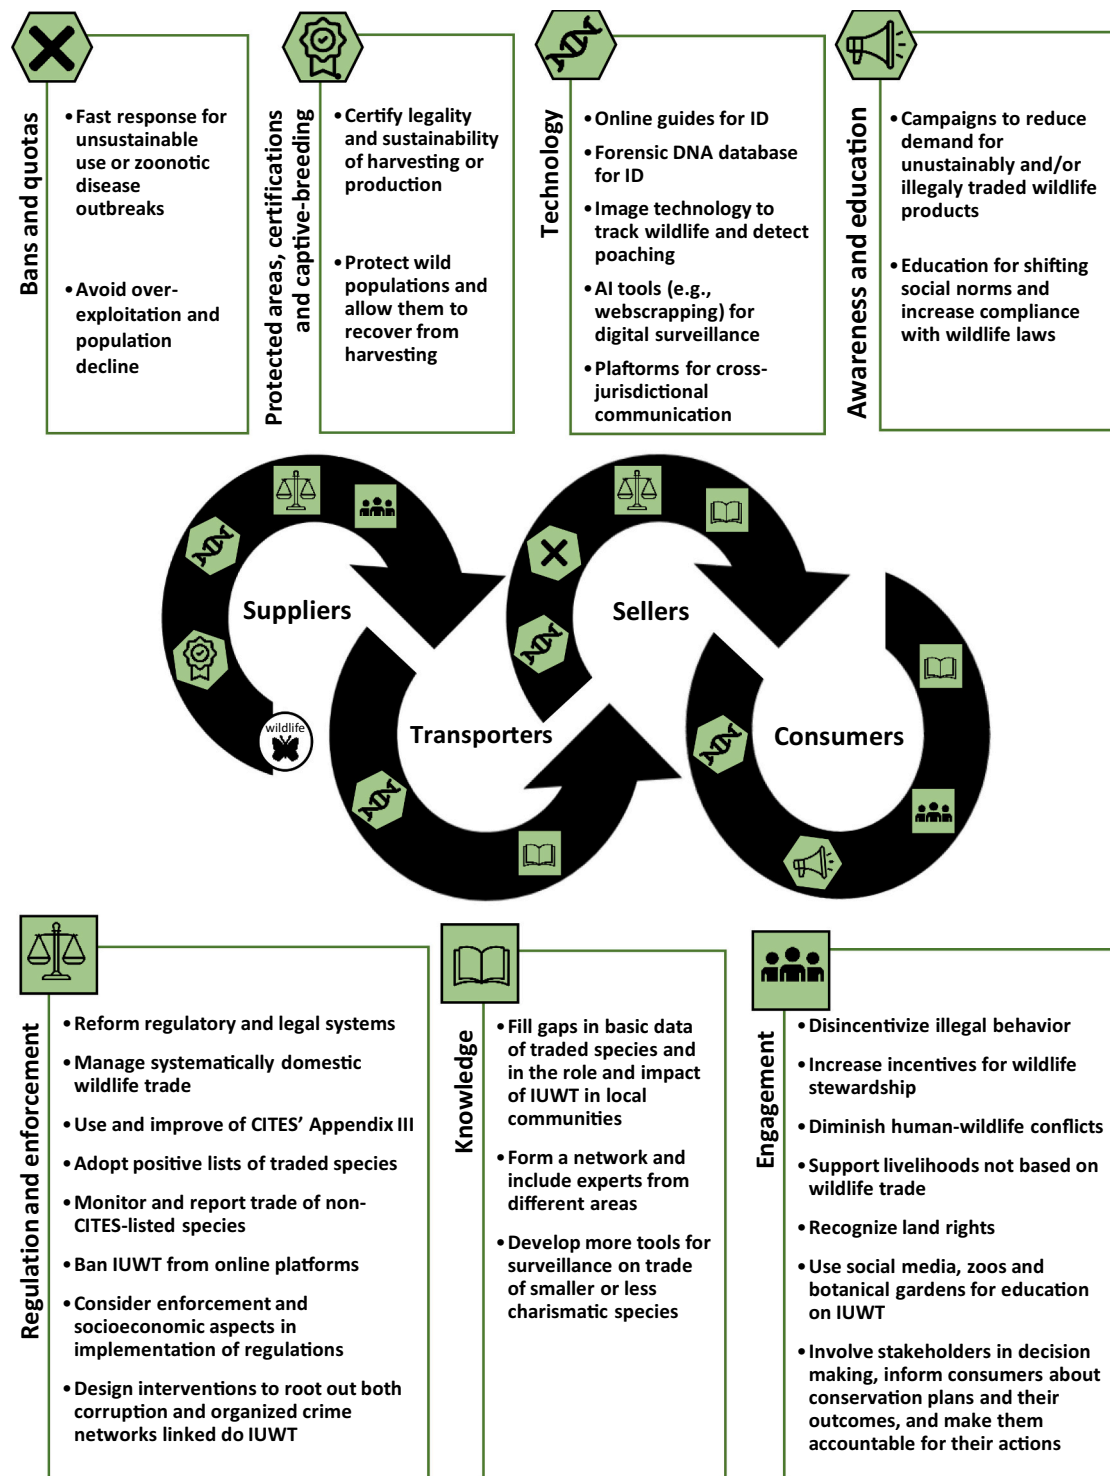 Bans and quotas
• Fast response for
unsustainable
use or zoonotic
disease
outbreaks
• Avoid over-
exploitation and
population
decline
Protected areas, certifications
and captive-breeding
• Certify legality
and sustainability
of harvesting or
production
• Protect wild
populations and
allow them to
recover from
harvesting
Technology
• Online guides for ID
• Forensic DNA database
for ID
• Image technology to
track wildlife and detect
poaching
• AI tools (e.g.,
webscrapping) for
digital surveillance
• Plaftorms for cross-
jurisdictional
communication
Awareness and education
• Campaigns to reduce
demand for
unustainably and/or
illegaly traded wildlife
products
• Education for shifting
social norms and
increase compliance
with wildlife laws
Suppliers
Sellers
wildlife
Transporters
Consumers
Regulation and enforcement
• Reform regulatory and legal systems
• Manage systematically domestic
wildlife trade
• Use and improve of CITES' Appendix III
• Adopt positive lists of traded species
• Monitor and report trade of non-
CITES-listed species
• Ban IUWT from online platforms
• Consider enforcement and
socioeconomic aspects in
implementation of regulations
• Design interventions to root out both
corruption and organized crime
networks linked do IUWT
Knowledge
• Fill gaps in basic data
of traded species and
in the role and impact
of IUWT in local
communities
• Form a network and
include experts from
different areas
• Develop more tools for
surveillance on trade
of smaller or less
charismatic species
Engagement
• Disincentivize illegal behavior
• Increase incentives for wildlife
stewardship
• Diminish human-wildlife conflicts
• Support livelihoods not based on
wildlife trade
• Recognize land rights
• Use social media, zoos and
botanical gardens for education
on IUWT
• Involve stakeholders in decision
making, inform consumers about
conservation plans and their
outcomes, and make them
accountable for their actions